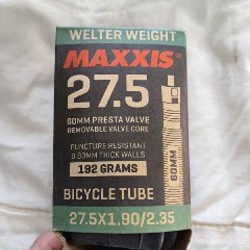 WELTER WEIGHT
MAXXIS®
27.5
60MM PRESTA VALVE
REMOVABLE VALVE CORE
PUNCTURE RESISTANT
0.80MM THICK WALLS
192 GRAMS
60MM
BICYCLE TUBE
27.5X1.90/2.35